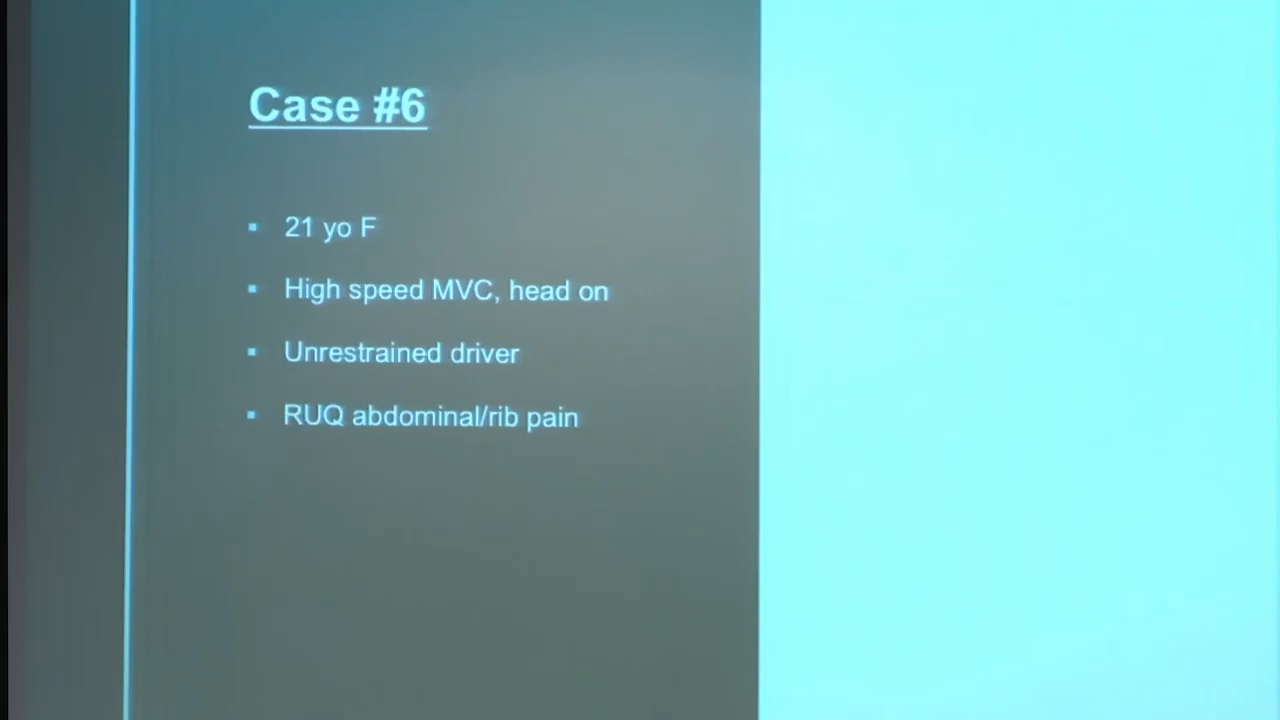 Case #6
▪ 21 yo F
▪ High speed MVC, head on
▪ Unrestrained driver
▪ RUQ abdominal/rib pain